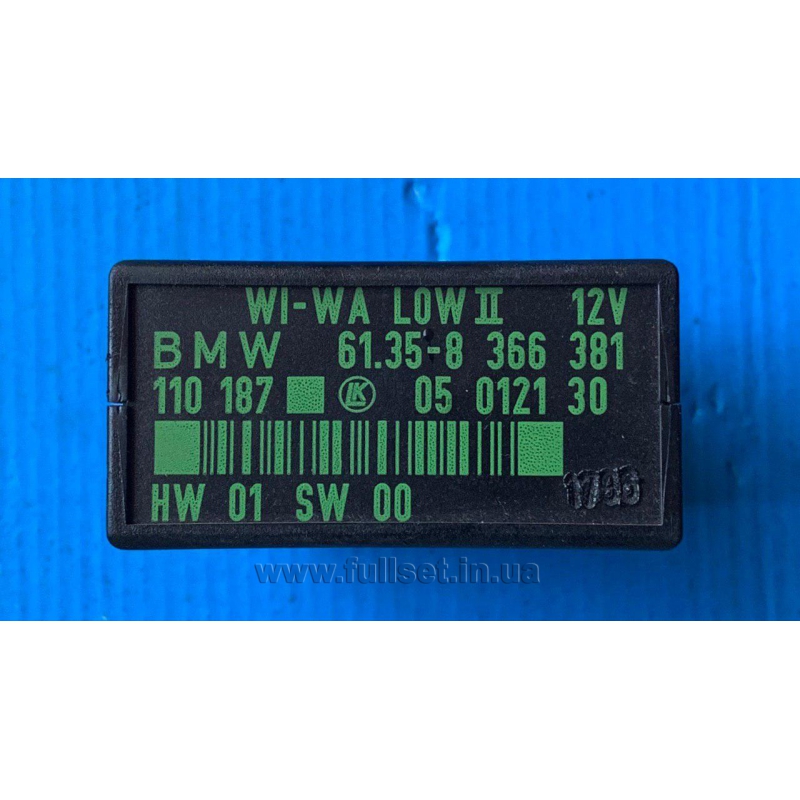 WI-WA LOW II 12V
BMW 61.35-8 366 381
110 187 LK 05 0121 30
HW 01 SW 00
www.fullset.in.ua